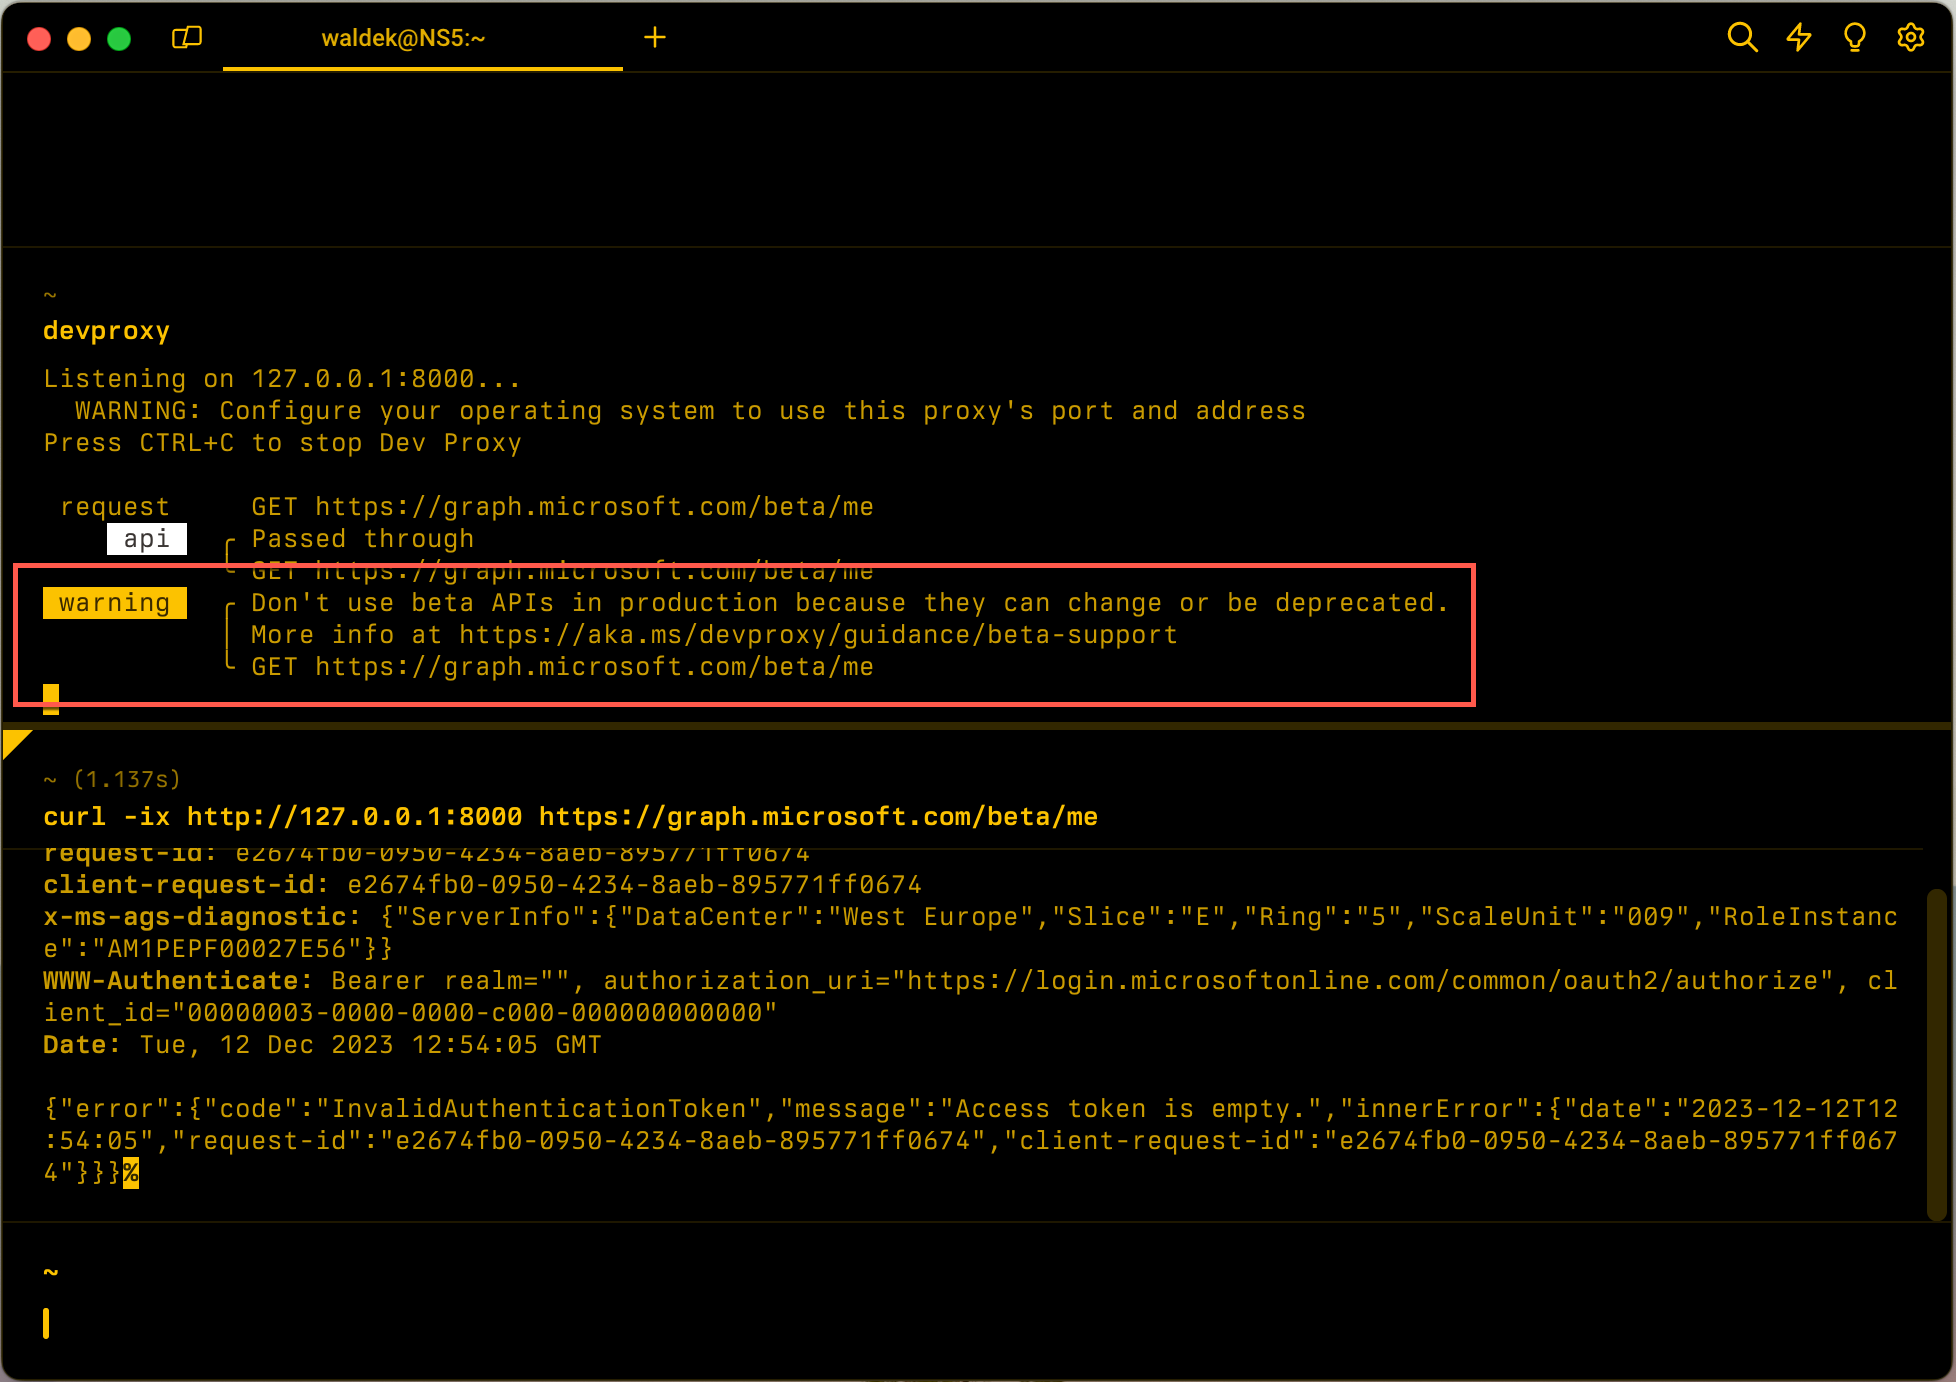 waldek@NS5:~
~
devproxy
Listening on 127.0.0.1:8000...
  WARNING: Configure your operating system to use this proxy's port and address
Press CTRL+C to stop Dev Proxy
request GET https://graph.microsoft.com/beta/me
api Passed through
GET https://graph.microsoft.com/beta/me
warning Don't use beta APIs in production because they can change or be deprecated.
More info at https://aka.ms/devproxy/guidance/beta-support
GET https://graph.microsoft.com/beta/me
~ (1.137s)
curl -ix http://127.0.0.1:8000 https://graph.microsoft.com/beta/me
request-id: e2674fb0-0950-4234-8aeb-895771ff0674
client-request-id: e2674fb0-0950-4234-8aeb-895771ff0674
x-ms-ags-diagnostic: {"ServerInfo":{"DataCenter":"West Europe","Slice":"E","Ring":"5","ScaleUnit":"009","RoleInstanc
e":"AM1PEPF00027E56"}}
WWW-Authenticate: Bearer realm="", authorization_uri="https://login.microsoftonline.com/common/oauth2/authorize", cl
ient_id="00000003-0000-0000-c000-000000000000"
Date: Tue, 12 Dec 2023 12:54:05 GMT
{"error":{"code":"InvalidAuthenticationToken","message":"Access token is empty.","innerError":{"date":"2023-12-12T12
:54:05","request-id":"e2674fb0-0950-4234-8aeb-895771ff0674","client-request-id":"e2674fb0-0950-4234-8aeb-895771ff067
4"}}}%
~